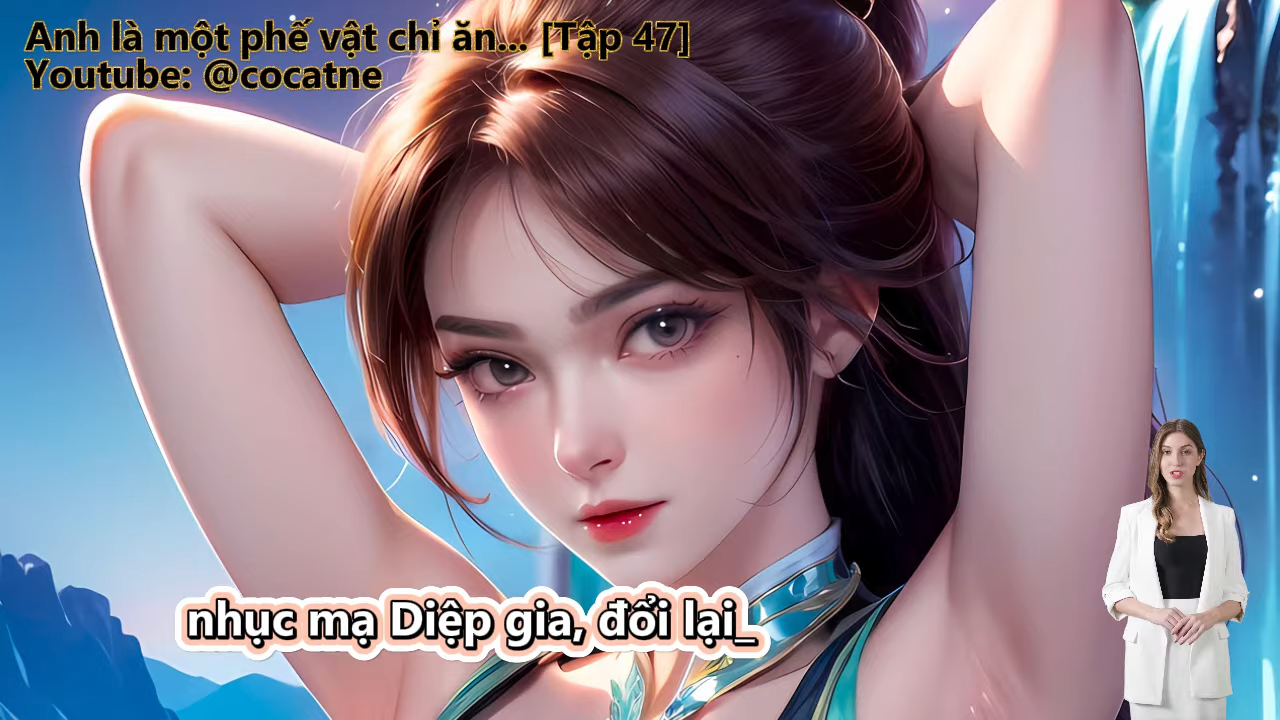 Anh là một phế vật chỉ ăn... [Tập 47]
Youtube: @cocatne
nhục mạ Diệp gia, đổi lại_